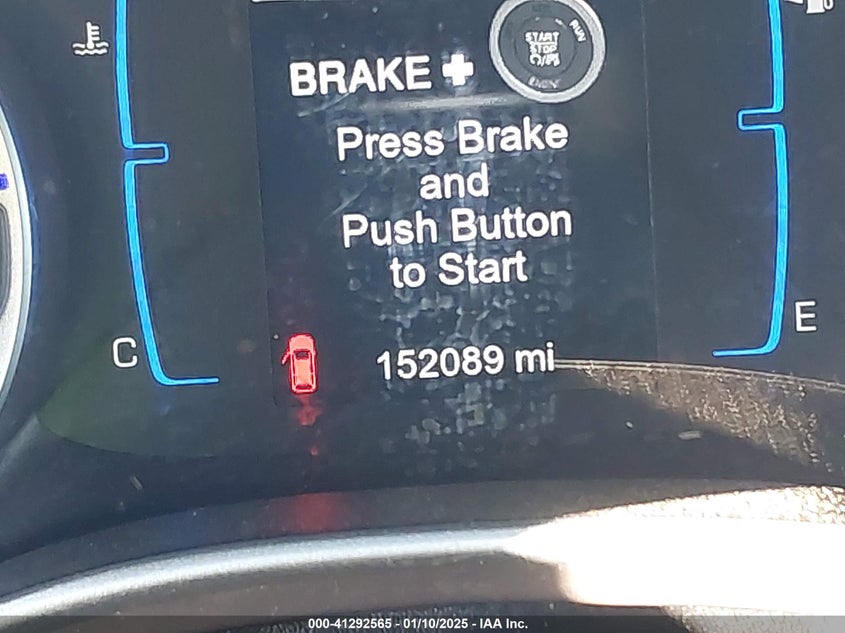 START
STOP
RUN
BRAKE +
Press Brake
and
Push Button
to Start
E
C
152089 mi
000-41292565 - 01/10/2025 - IAA Inc.